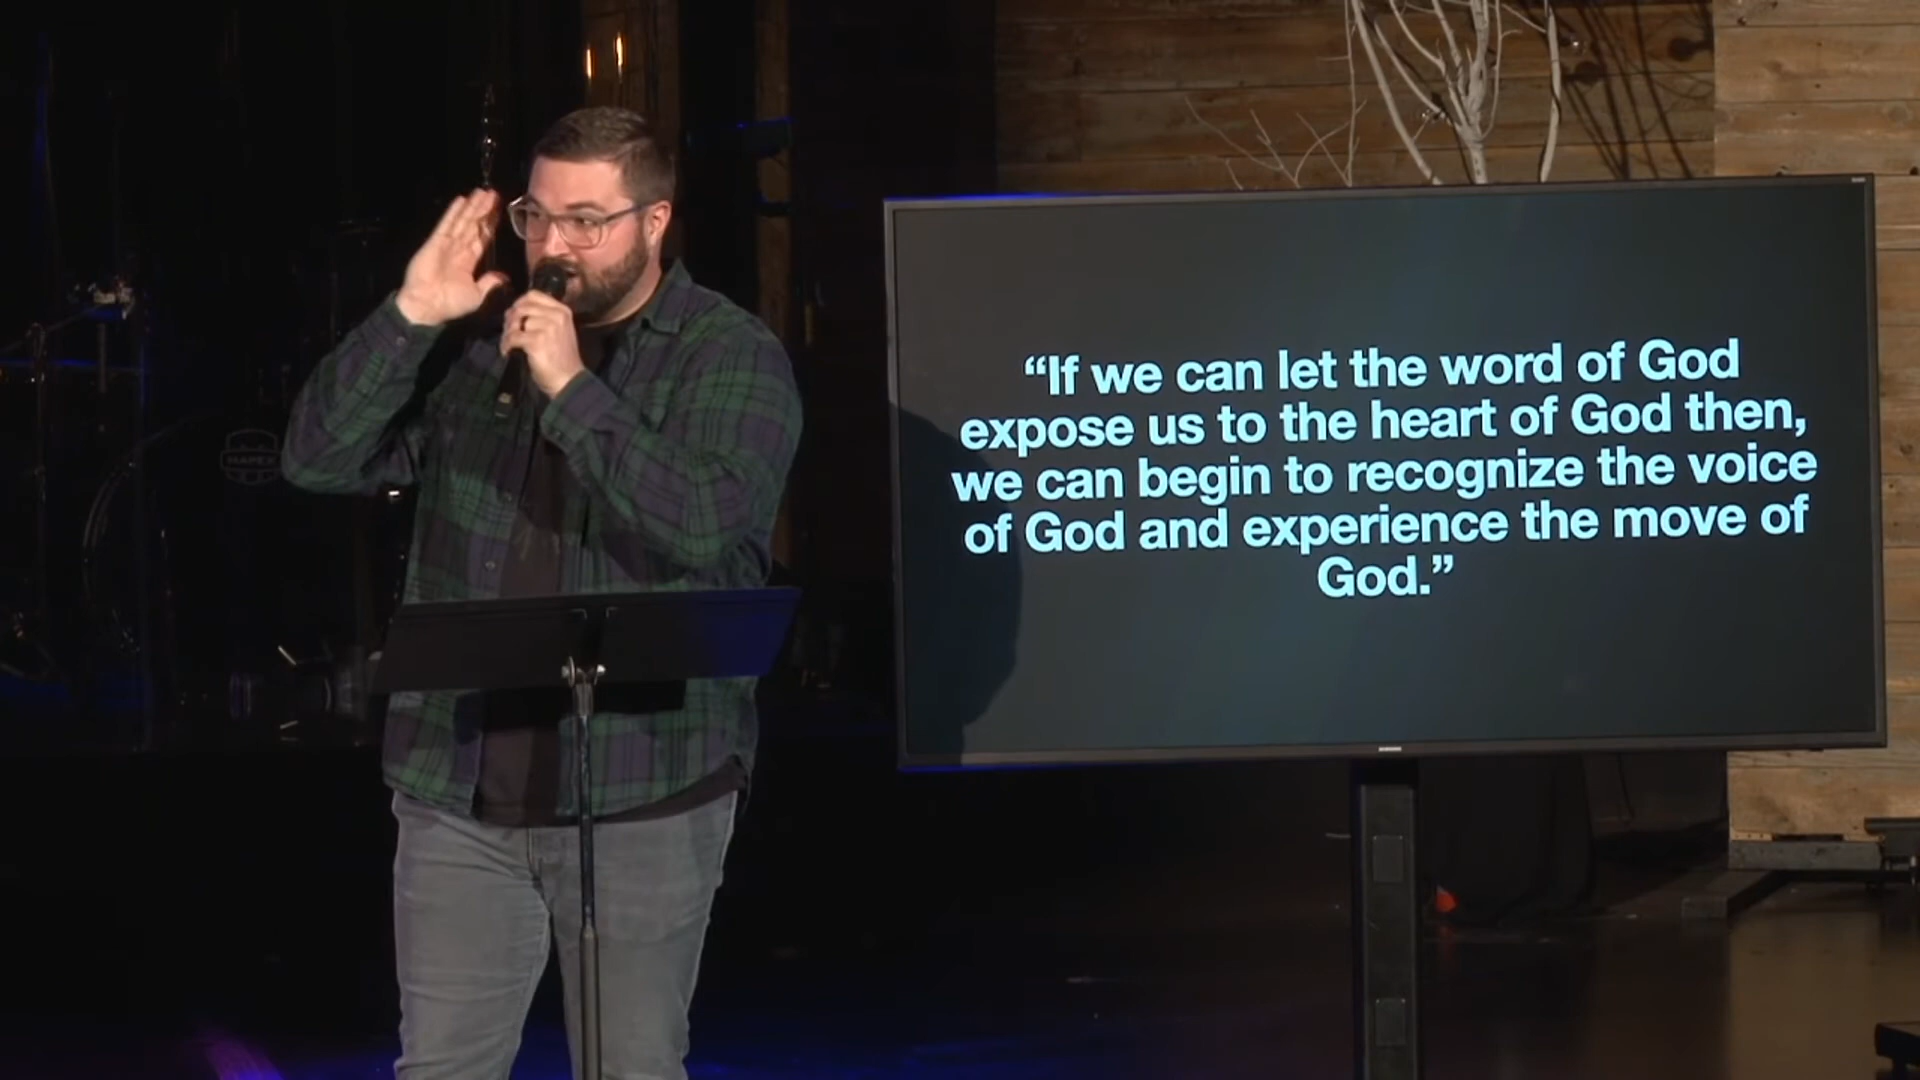 “If we can let the word of God
expose us to the heart of God then,
we can begin to recognize the voice
of God and experience the move of
God.”
MAPEX